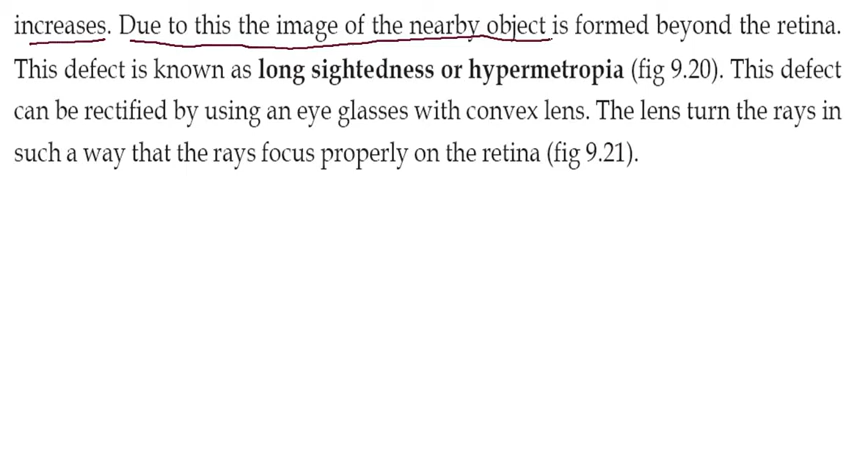 increases. Due to this the image of the nearby object is formed beyond the retina.
This defect is known as long sightedness or hypermetropia (fig 9.20). This defect
can be rectified by using an eye glasses with convex lens. The lens turn the rays in
such a way that the rays focus properly on the retina (fig 9.21).